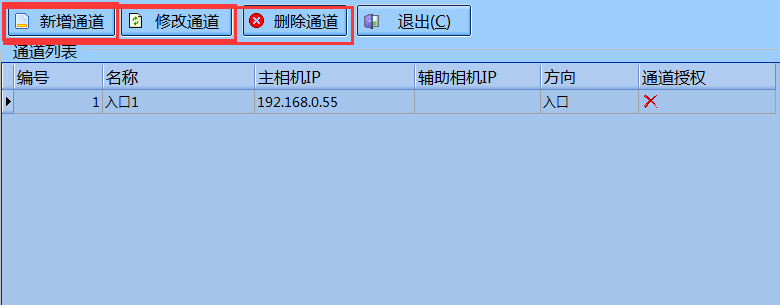 新增通道 修改通道 删除通道 退出(C)
通道列表
编号 名称 主相机IP 辅助相机IP 方向 通道授权
1 入口1 192.168.0.55 入口